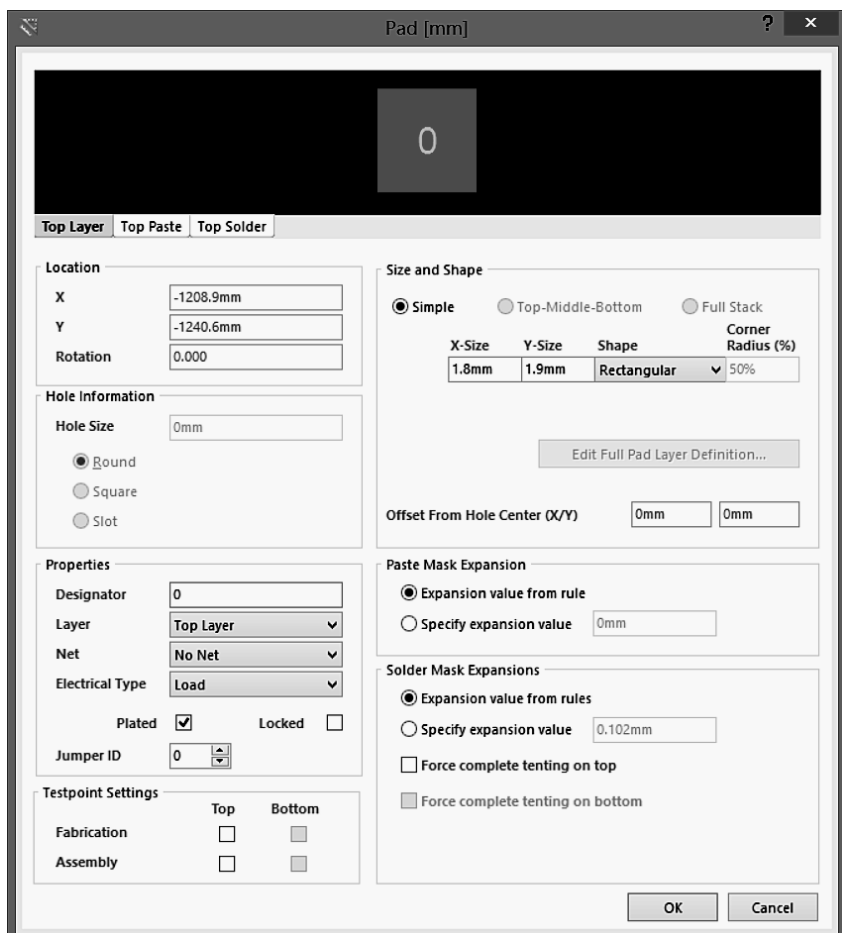 Pad [mm]
?
×
0
Top Layer
Top Paste
Top Solder
Location
X -1208.9mm
Y -1240.6mm
Rotation 0.000
Hole Information
Hole Size 0mm
Round
Square
Slot
Properties
Designator 0
Layer Top Layer
Net No Net
Electrical Type Load
Plated Locked
Jumper ID 0
Testpoint Settings
Top Bottom
Fabrication
Assembly
Size and Shape
Simple Top-Middle-Bottom Full Stack
X-Size Y-Size Shape Corner Radius (%)
1.8mm 1.9mm Rectangular 50%
Edit Full Pad Layer Definition...
Offset From Hole Center (X/Y) 0mm 0mm
Paste Mask Expansion
Expansion value from rule
Specify expansion value 0mm
Solder Mask Expansions
Expansion value from rules
Specify expansion value 0.102mm
Force complete tenting on top
Force complete tenting on bottom
OK Cancel